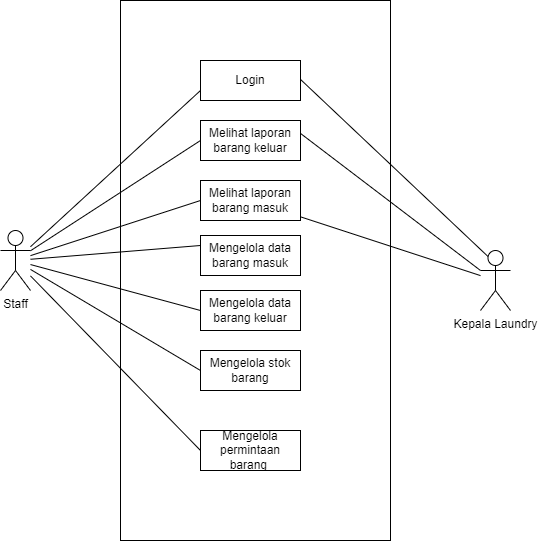 Login
Melihat laporan
barang keluar
Melihat laporan
barang masuk
Mengelola data
barang masuk
Staff
Mengelola data
barang keluar
Kepala Laundry
Mengelola stok
barang
Mengelola
permintaan
barang